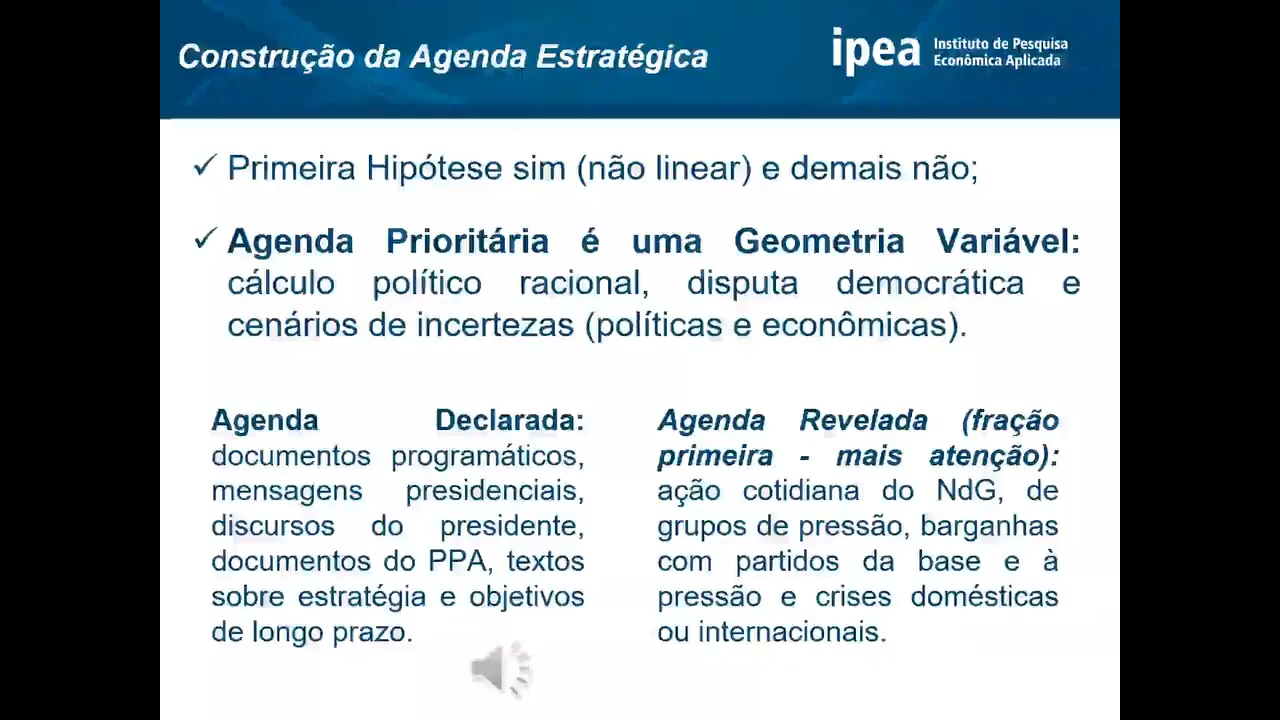 Construção da Agenda Estratégica
ipea Instituto de Pesquisa
Econômica Aplicada
✓ Primeira Hipótese sim (não linear) e demais não;
✓ Agenda Prioritária é uma Geometria Variável:
cálculo político racional, disputa democrática e
cenários de incertezas (políticas e econômicas).
Agenda Declarada:
documentos programáticos,
mensagens presidenciais,
discursos do presidente,
documentos do PPA, textos
sobre estratégia e objetivos
de longo prazo.
Agenda Revelada (fração
primeira - mais atenção):
ação cotidiana do NdG, de
grupos de pressão, barganhas
com partidos da base e à
pressão e crises domésticas
ou internacionais.